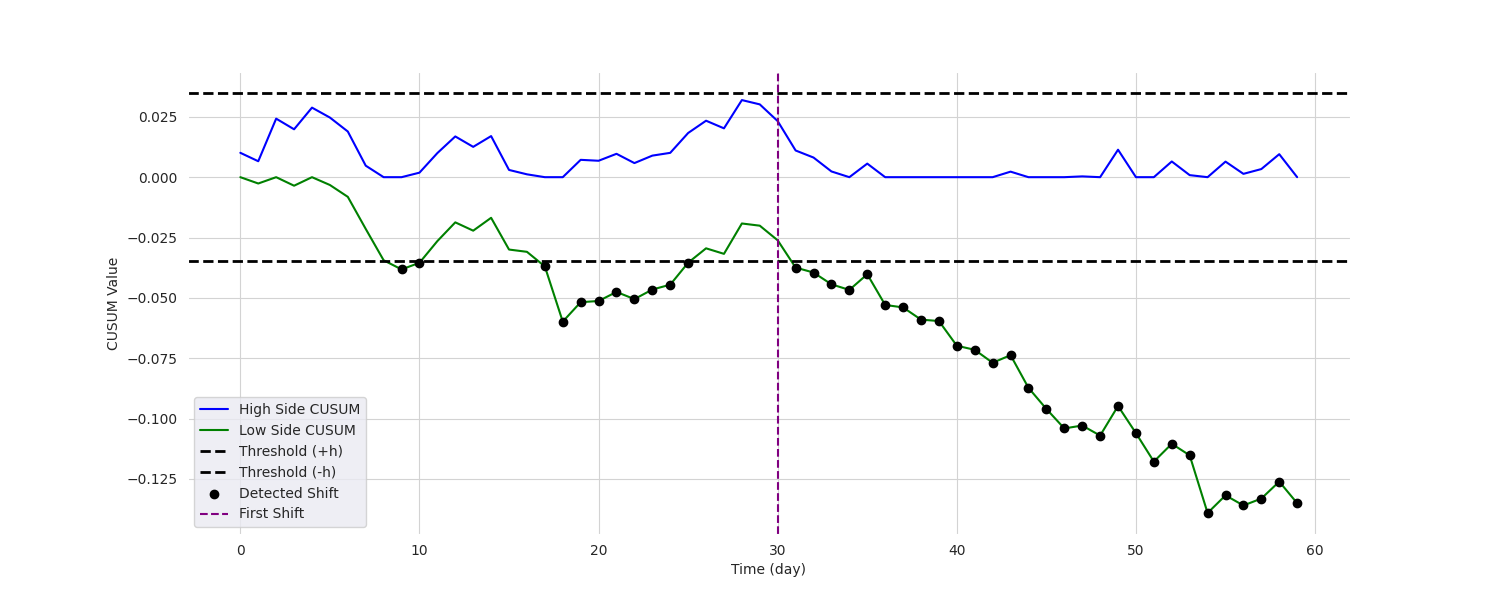 CUSUM Value
0.025
0.000
−0.025
−0.050
−0.075
−0.100
−0.125
High Side CUSUM
Low Side CUSUM
Threshold (+h)
Threshold (-h)
Detected Shift
First Shift
0 10 20 30 40 50 60
Time (day)